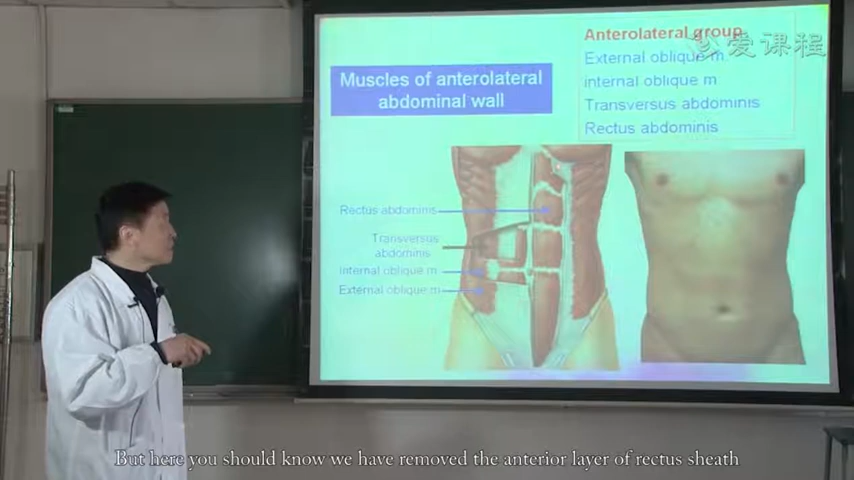 Anterolateral group
爱课程
External oblique m.
internal oblique m
Transversus abdominis
Rectus abdominis
Muscles of anterolateral
abdominal wall
Rectus abdominis
Transversus
abdominis
internal oblique m
External oblique m
But here you should know we have removed the anterior layer of rectus sheath